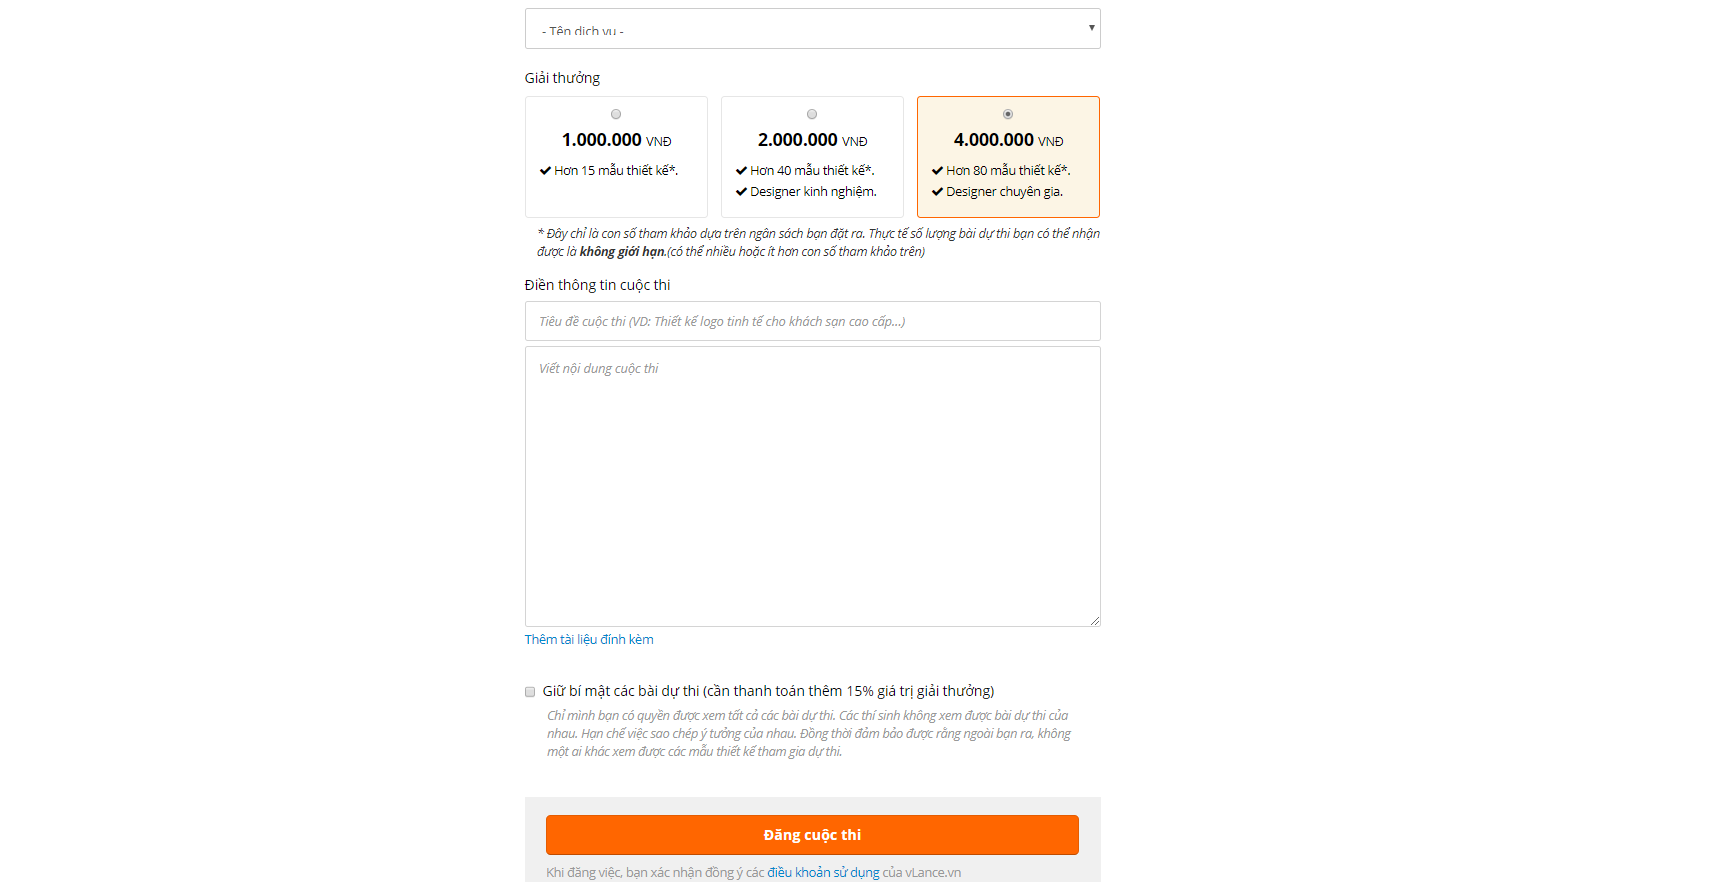 - Tên dịch vụ -
Giải thưởng
1.000.000 VNĐ
Hơn 15 mẫu thiết kế*.
2.000.000 VNĐ
Hơn 40 mẫu thiết kế*.
Designer kinh nghiệm.
4.000.000 VNĐ
Hơn 80 mẫu thiết kế*.
Designer chuyên gia.
* Đây chỉ là con số tham khảo dựa trên ngân sách bạn đặt ra. Thực tế số lượng bài dự thi bạn có thể nhận
được là không giới hạn.(có thể nhiều hoặc ít hơn con số tham khảo trên)
Điền thông tin cuộc thi
Tiêu đề cuộc thi (VD: Thiết kế logo tinh tế cho khách sạn cao cấp...)
Viết nội dung cuộc thi
Thêm tài liệu đính kèm
Giữ bí mật các bài dự thi (cần thanh toán thêm 15% giá trị giải thưởng)
Chỉ mình bạn có quyền được xem tất cả các bài dự thi. Các thí sinh không xem được bài dự thi của
nhau. Hạn chế việc sao chép ý tưởng của nhau. Đồng thời đảm bảo được rằng ngoài bạn ra, không
một ai khác xem được các mẫu thiết kế tham gia dự thi.
Đăng cuộc thi
Khi đăng việc, bạn xác nhận đồng ý các điều khoản sử dụng của vLance.vn